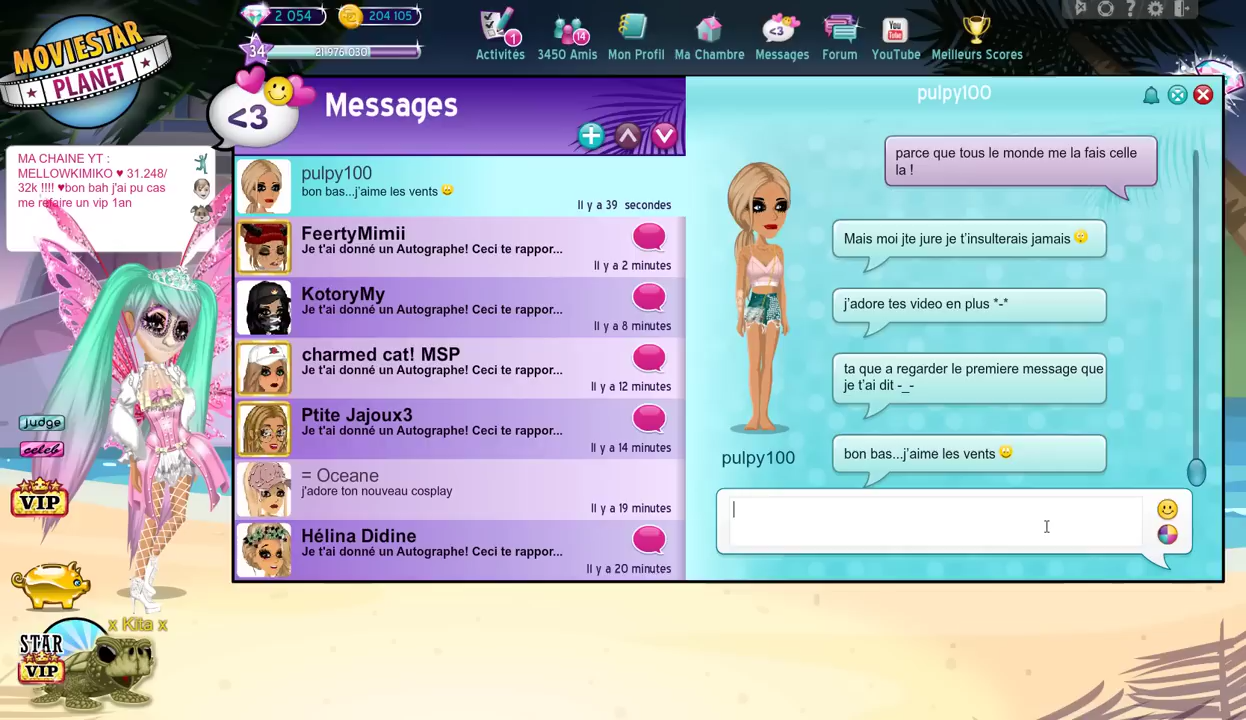 MOVIESTAR
PLANET
2 054
204 105
34
21 976 030
1
14
<3
Activités
3450 Amis
Mon Profil
Ma Chambre
Messages
Forum
You
Tube
YouTube
Meilleurs Scores
MA CHAINE YT :
MELLOWKIMIKO ♥ 31.248/
32k !!!! ♥bon bah j'ai pu cas
me refaire un vip 1an
judge
celeb
VIP
STAR
VIP
x Kita x
<3
Messages
pulpy100
bon bas...j'aime les vents
Il y a 39 secondes
FeertyMimii
Je t'ai donné un Autographe! Ceci te rappor...
Il y a 2 minutes
KotoryMy
Je t'ai donné un Autographe! Ceci te rappor...
Il y a 8 minutes
charmed cat! MSP
Je t'ai donné un Autographe! Ceci te rappor...
Il y a 12 minutes
Ptite Jajoux3
Je t'ai donné un Autographe! Ceci te rappor...
Il y a 14 minutes
= Oceane
j'adore ton nouveau cosplay
Il y a 19 minutes
Hélina Didine
Je t'ai donné un Autographe! Ceci te rappor...
Il y a 20 minutes
pulpy100
parce que tous le monde me la fais celle
la !
Mais moi jte jure je t'insulterais jamais
j'adore tes video en plus *-*
ta que a regarder le premiere message que
je t'ai dit -_-
bon bas...j'aime les vents
pulpy100